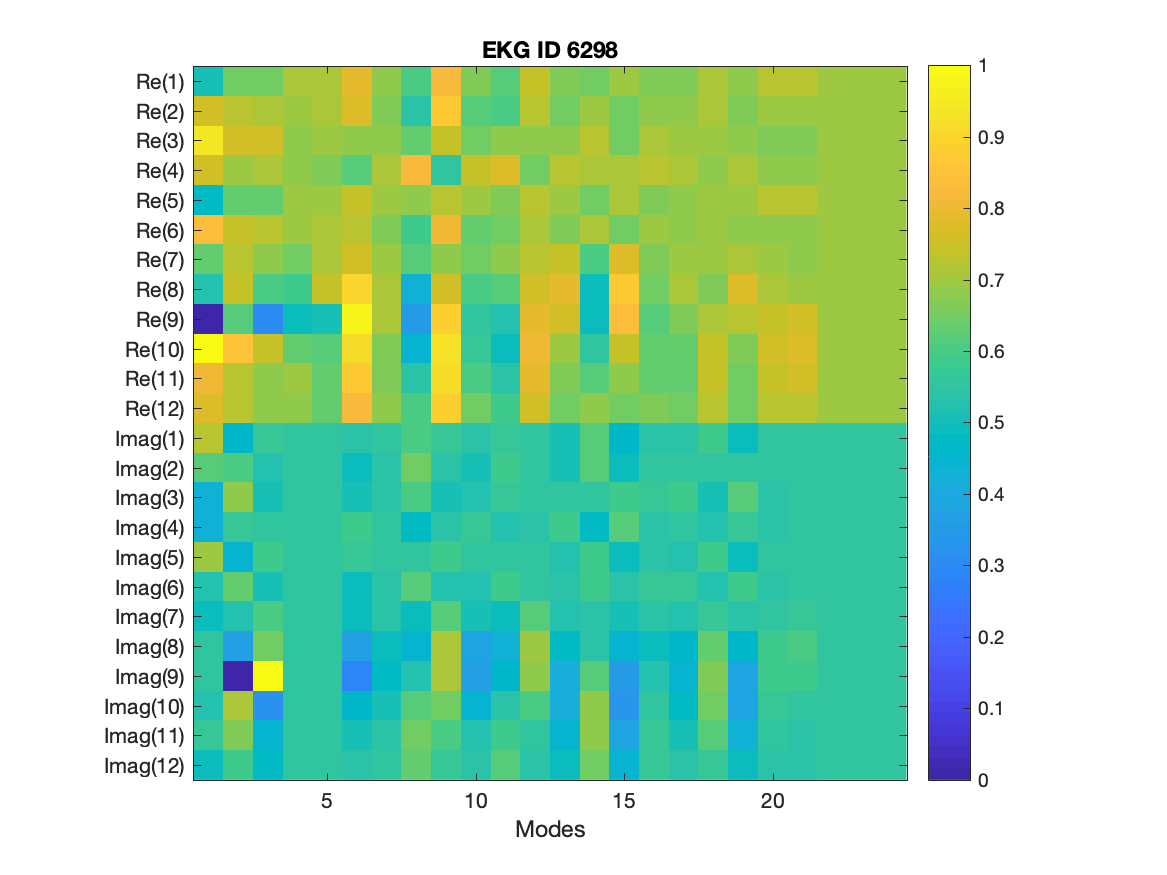 EKG ID 6298
Re(1)
Re(2)
Re(3)
Re(4)
Re(5)
Re(6)
Re(7)
Re(8)
Re(9)
Re(10)
Re(11)
Re(12)
Imag(1)
Imag(2)
Imag(3)
Imag(4)
Imag(5)
Imag(6)
Imag(7)
Imag(8)
Imag(9)
Imag(10)
Imag(11)
Imag(12)
5 10 15 20
Modes
1
0.9
0.8
0.7
0.6
0.5
0.4
0.3
0.2
0.1
0